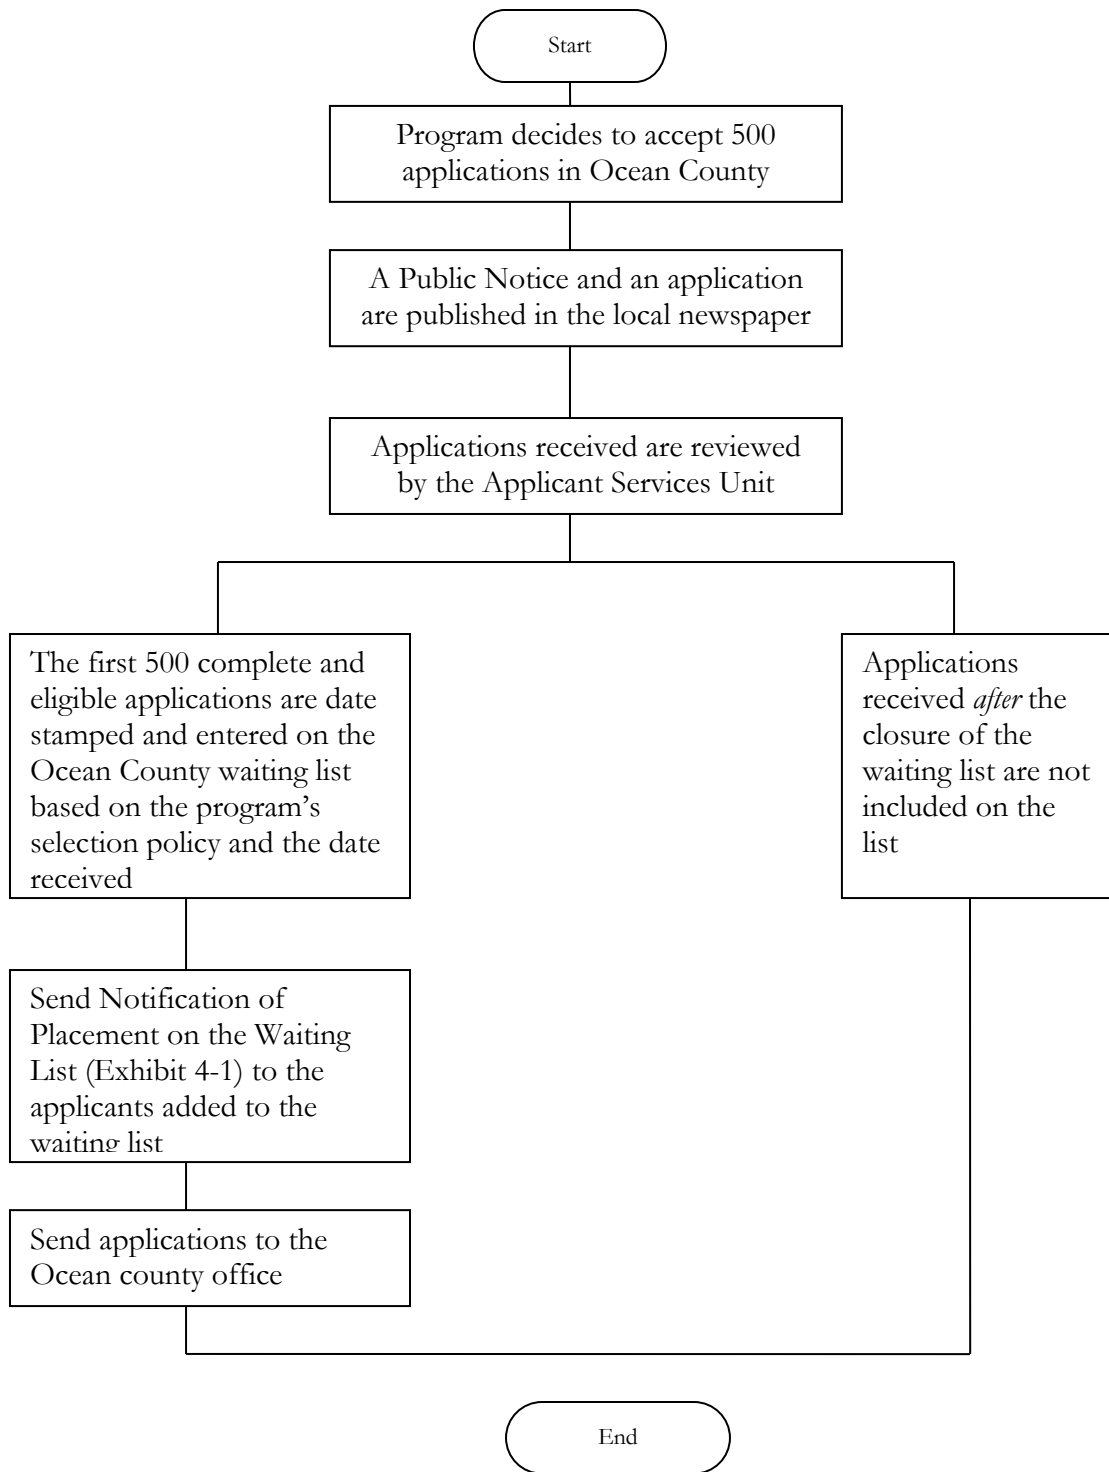 Start
Program decides to accept 500
applications in Ocean County
A Public Notice and an application
are published in the local newspaper
Applications received are reviewed
by the Applicant Services Unit
The first 500 complete and
eligible applications are date
stamped and entered on the
Ocean County waiting list
based on the program’s
selection policy and the date
received
Applications
received after the
closure of the
waiting list are not
included on the
list
Send Notification of
Placement on the Waiting
List (Exhibit 4-1) to the
applicants added to the
waiting list
Send applications to the
Ocean county office
End